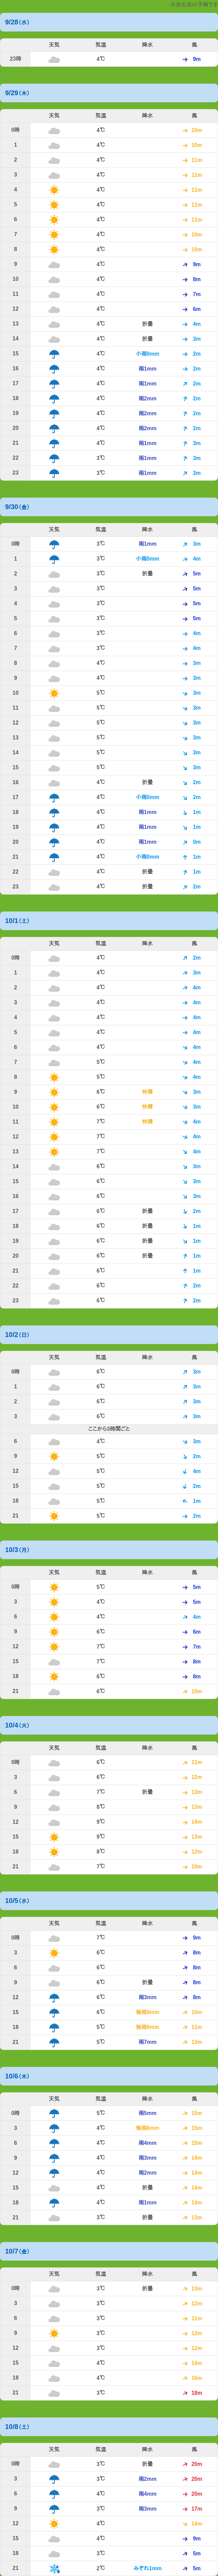 の予報です
9/28（水）
天気 気温 降水 風
23時 4℃ 9m
9/29（木）
天気 気温 降水 風
0時 4℃ 10m
1 4℃ 10m
2 4℃ 11m
3 4℃ 11m
4 4℃ 11m
5 4℃ 11m
6 4℃ 11m
7 4℃ 10m
8 4℃ 10m
9 4℃ 9m
10 4℃ 8m
11 4℃ 7m
12 4℃ 6m
13 4℃ 折畳 4m
14 4℃ 折畳 3m
15 4℃ 小雨0mm 2m
16 4℃ 雨1mm 2m
17 4℃ 雨1mm 2m
18 4℃ 雨2mm 2m
19 4℃ 雨2mm 2m
20 4℃ 雨2mm 2m
21 4℃ 雨1mm 3m
22 3℃ 雨1mm 3m
23 3℃ 雨1mm 3m
9/30（金）
天気 気温 降水 風
0時 3℃ 雨1mm 3m
1 3℃ 小雨0mm 4m
2 3℃ 折畳 5m
3 3℃ 5m
4 3℃ 5m
5 3℃ 5m
6 3℃ 4m
7 3℃ 4m
8 4℃ 3m
9 4℃ 3m
10 5℃ 3m
11 5℃ 3m
12 5℃ 3m
13 5℃ 3m
14 5℃ 3m
15 5℃ 3m
16 4℃ 折畳 2m
17 4℃ 小雨0mm 2m
18 4℃ 雨1mm 1m
19 4℃ 雨1mm 1m
20 4℃ 雨1mm 0m
21 4℃ 小雨0mm 1m
22 4℃ 折畳 1m
23 4℃ 折畳 2m
10/1（土）
天気 気温 降水 風
0時 4℃ 2m
1 4℃ 3m
2 4℃ 4m
3 4℃ 4m
4 4℃ 4m
5 4℃ 4m
6 4℃ 4m
7 5℃ 4m
8 5℃ 4m
9 6℃ 快晴 3m
10 6℃ 快晴 3m
11 7℃ 快晴 4m
12 7℃ 4m
13 7℃ 4m
14 6℃ 3m
15 6℃ 3m
16 6℃ 3m
17 6℃ 折畳 2m
18 6℃ 折畳 1m
19 6℃ 折畳 1m
20 6℃ 折畳 1m
21 6℃ 1m
22 6℃ 2m
23 6℃ 2m
10/2（日）
天気 気温 降水 風
0時 6℃ 3m
1 6℃ 3m
2 6℃ 3m
3 6℃ 3m
ここから3時間ごと
6 4℃ 3m
9 5℃ 2m
12 5℃ 4m
15 5℃ 2m
18 5℃ 1m
21 5℃ 2m
10/3（月）
天気 気温 降水 風
0時 5℃ 5m
3 4℃ 5m
6 4℃ 4m
9 6℃ 6m
12 7℃ 7m
15 7℃ 8m
18 6℃ 8m
21 6℃ 10m
10/4（火）
天気 気温 降水 風
0時 6℃ 11m
3 6℃ 12m
6 7℃ 折畳 13m
9 8℃ 13m
12 9℃ 14m
15 9℃ 13m
18 8℃ 12m
21 7℃ 10m
10/5（水）
天気 気温 降水 風
0時 7℃ 9m
3 6℃ 8m
6 6℃ 8m
9 6℃ 折畳 8m
12 6℃ 雨3mm 8m
15 6℃ 強雨9mm 10m
18 5℃ 強雨9mm 11m
21 5℃ 雨7mm 13m
10/6（木）
天気 気温 降水 風
0時 5℃ 雨5mm 15m
3 4℃ 強雨8mm 15m
6 4℃ 雨4mm 15m
9 4℃ 雨3mm 14m
12 4℃ 雨2mm 14m
15 4℃ 折畳 14m
18 4℃ 雨1mm 14m
21 3℃ 折畳 13m
10/7（金）
天気 気温 降水 風
0時 3℃ 折畳 13m
3 3℃ 12m
6 3℃ 11m
9 3℃ 12m
12 3℃ 12m
15 4℃ 14m
18 4℃ 16m
21 3℃ 18m
10/8（土）
天気 気温 降水 風
0時 3℃ 折畳 20m
3 3℃ 雨2mm 20m
6 4℃ 雨4mm 20m
9 3℃ 雨3mm 17m
12 4℃ 14m
15 4℃ 9m
18 3℃ 5m
21 2℃ みぞれ1mm 5m